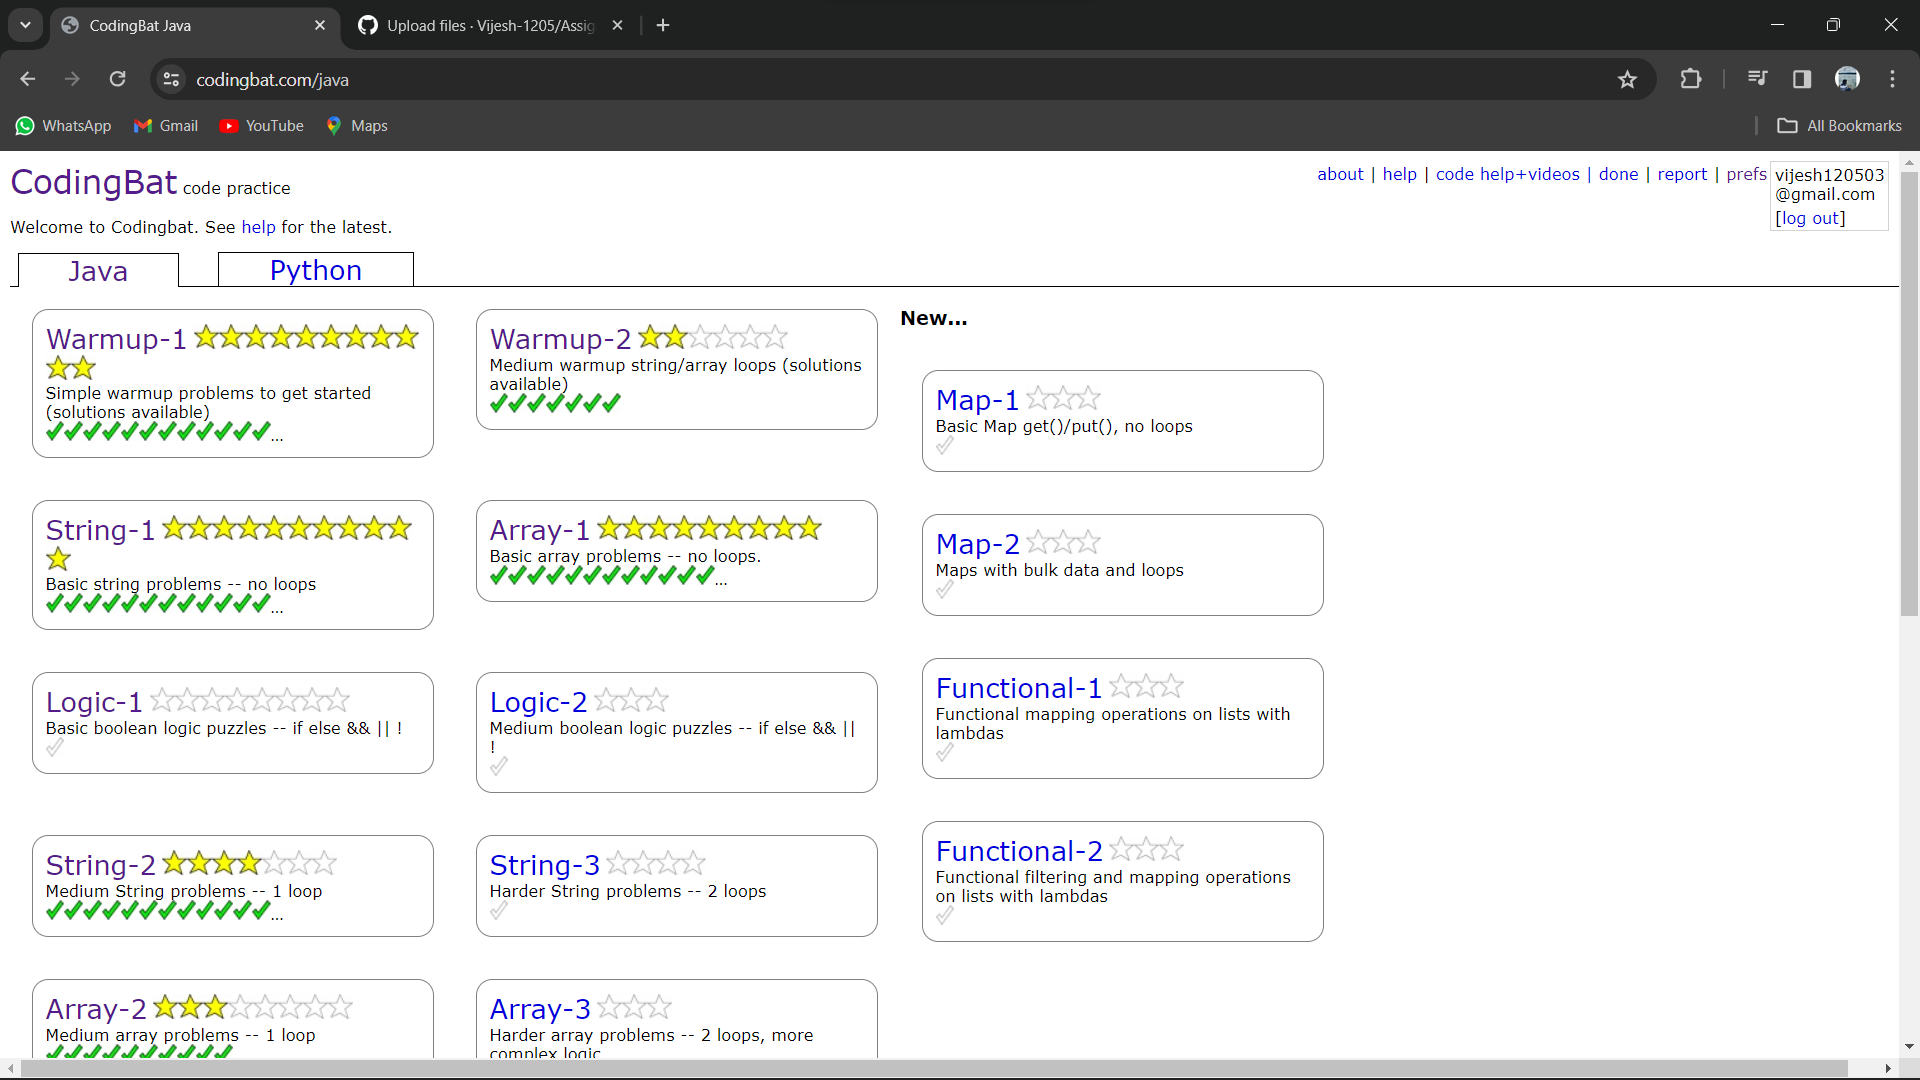 CodingBat Java
Upload files · Vijesh-1205/Assig
codingbat.com/java
WhatsApp
Gmail
YouTube
Maps
All Bookmarks
CodingBat code practice
about | help | code help+videos | done | report | prefs
vijesh120503
@gmail.com
[log out]
Welcome to Codingbat. See help for the latest.
Java
Python
Warmup-1
Simple warmup problems to get started
(solutions available)
...
Warmup-2
Medium warmup string/array loops (solutions
available)
New...
Map-1
Basic Map get()/put(), no loops
String-1
Basic string problems -- no loops
...
Array-1
Basic array problems -- no loops.
...
Map-2
Maps with bulk data and loops
Logic-1
Basic boolean logic puzzles -- if else && || !
Logic-2
Medium boolean logic puzzles -- if else && ||
!
Functional-1
Functional mapping operations on lists with
lambdas
String-2
Medium String problems -- 1 loop
...
String-3
Harder String problems -- 2 loops
Functional-2
Functional filtering and mapping operations
on lists with lambdas
Array-2
Medium array problems -- 1 loop
Array-3
Harder array problems -- 2 loops, more
complex logic